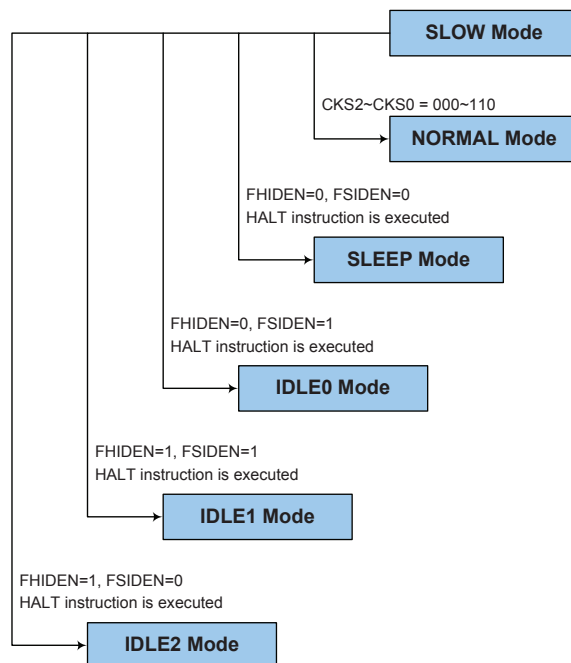 SLOW Mode
CKS2~CKS0 = 000~110
NORMAL Mode
FHIDEN=0, FSIDEN=0
HALT instruction is executed
SLEEP Mode
FHIDEN=0, FSIDEN=1
HALT instruction is executed
IDLE0 Mode
FHIDEN=1, FSIDEN=1
HALT instruction is executed
IDLE1 Mode
FHIDEN=1, FSIDEN=0
HALT instruction is executed
IDLE2 Mode